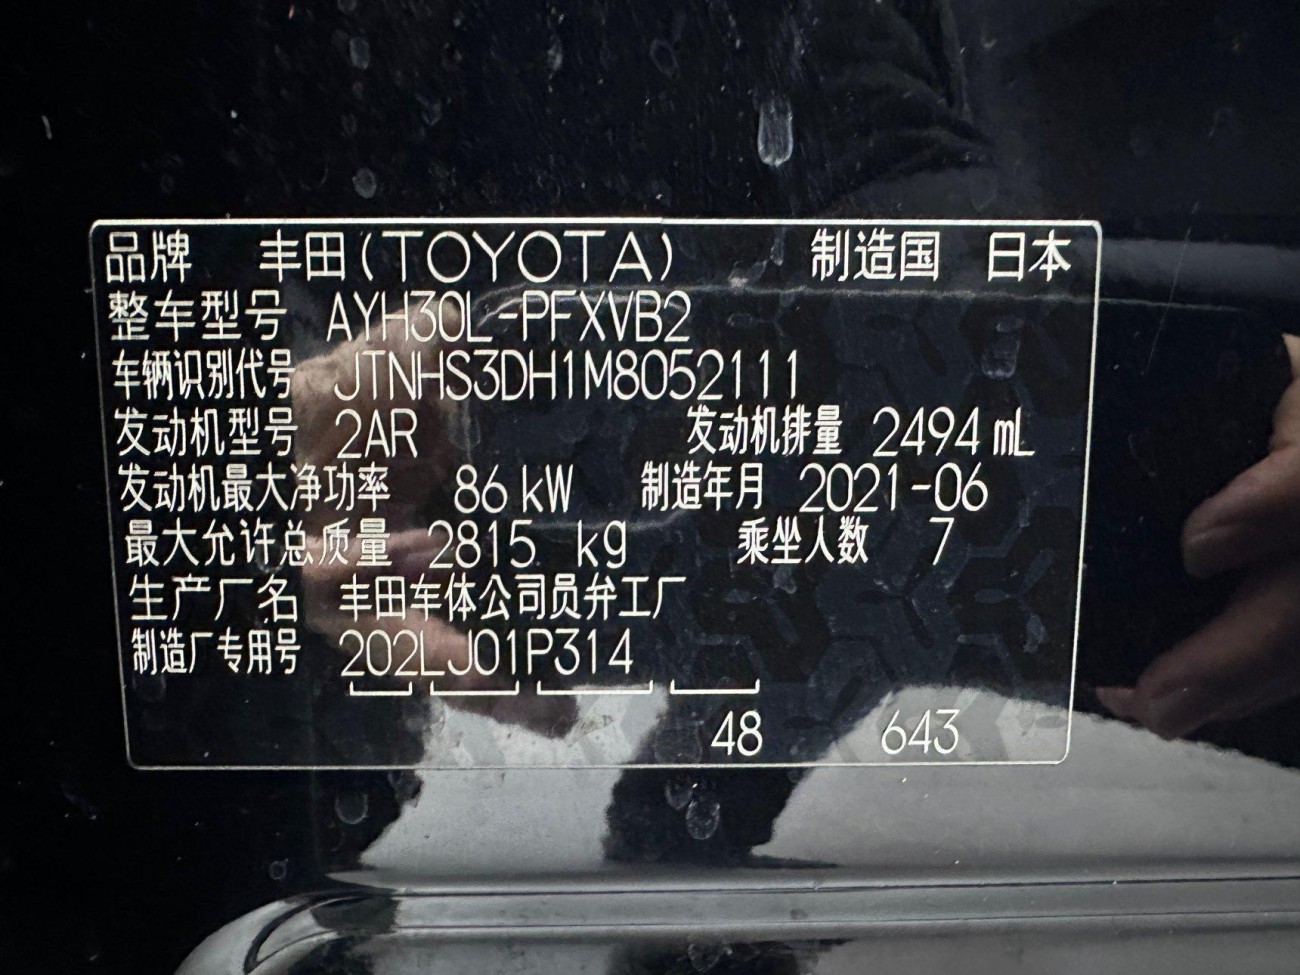 品牌 丰田(TOYOTA) 制造国 日本
整车型号 AYH30L-PFXVB2
车辆识别代号 JTNHS3DH1M8052111
发动机型号 2AR 发动机排量 2494 mL
发动机最大净功率 86 kW 制造年月 2021-06
最大允许总质量 2815 kg 乘坐人数 7
生产厂名 丰田车体公司员弁工厂
制造厂专用号 202LJ01P314
48 643